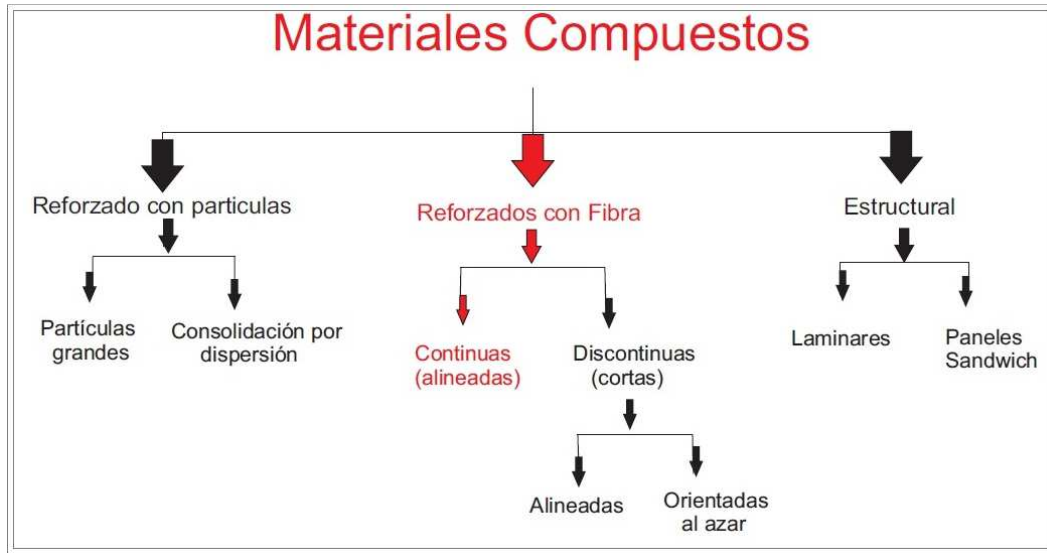 Materiales Compuestos
Reforzado con particulas
Reforzados con Fibra
Estructural
Partículas
grandes
Consolidación por
dispersión
Continuas
(alineadas)
Discontinuas
(cortas)
Laminares
Paneles
Sandwich
Alineadas
Orientadas
al azar